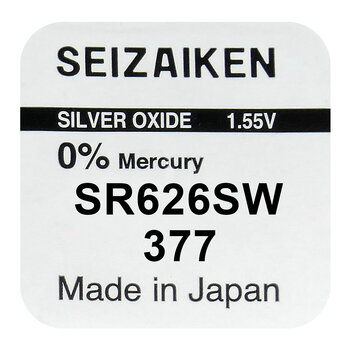 SEIZAIKEN
SILVER OXIDE 1.55V
0% Mercury
SR626SW
377
Made in Japan